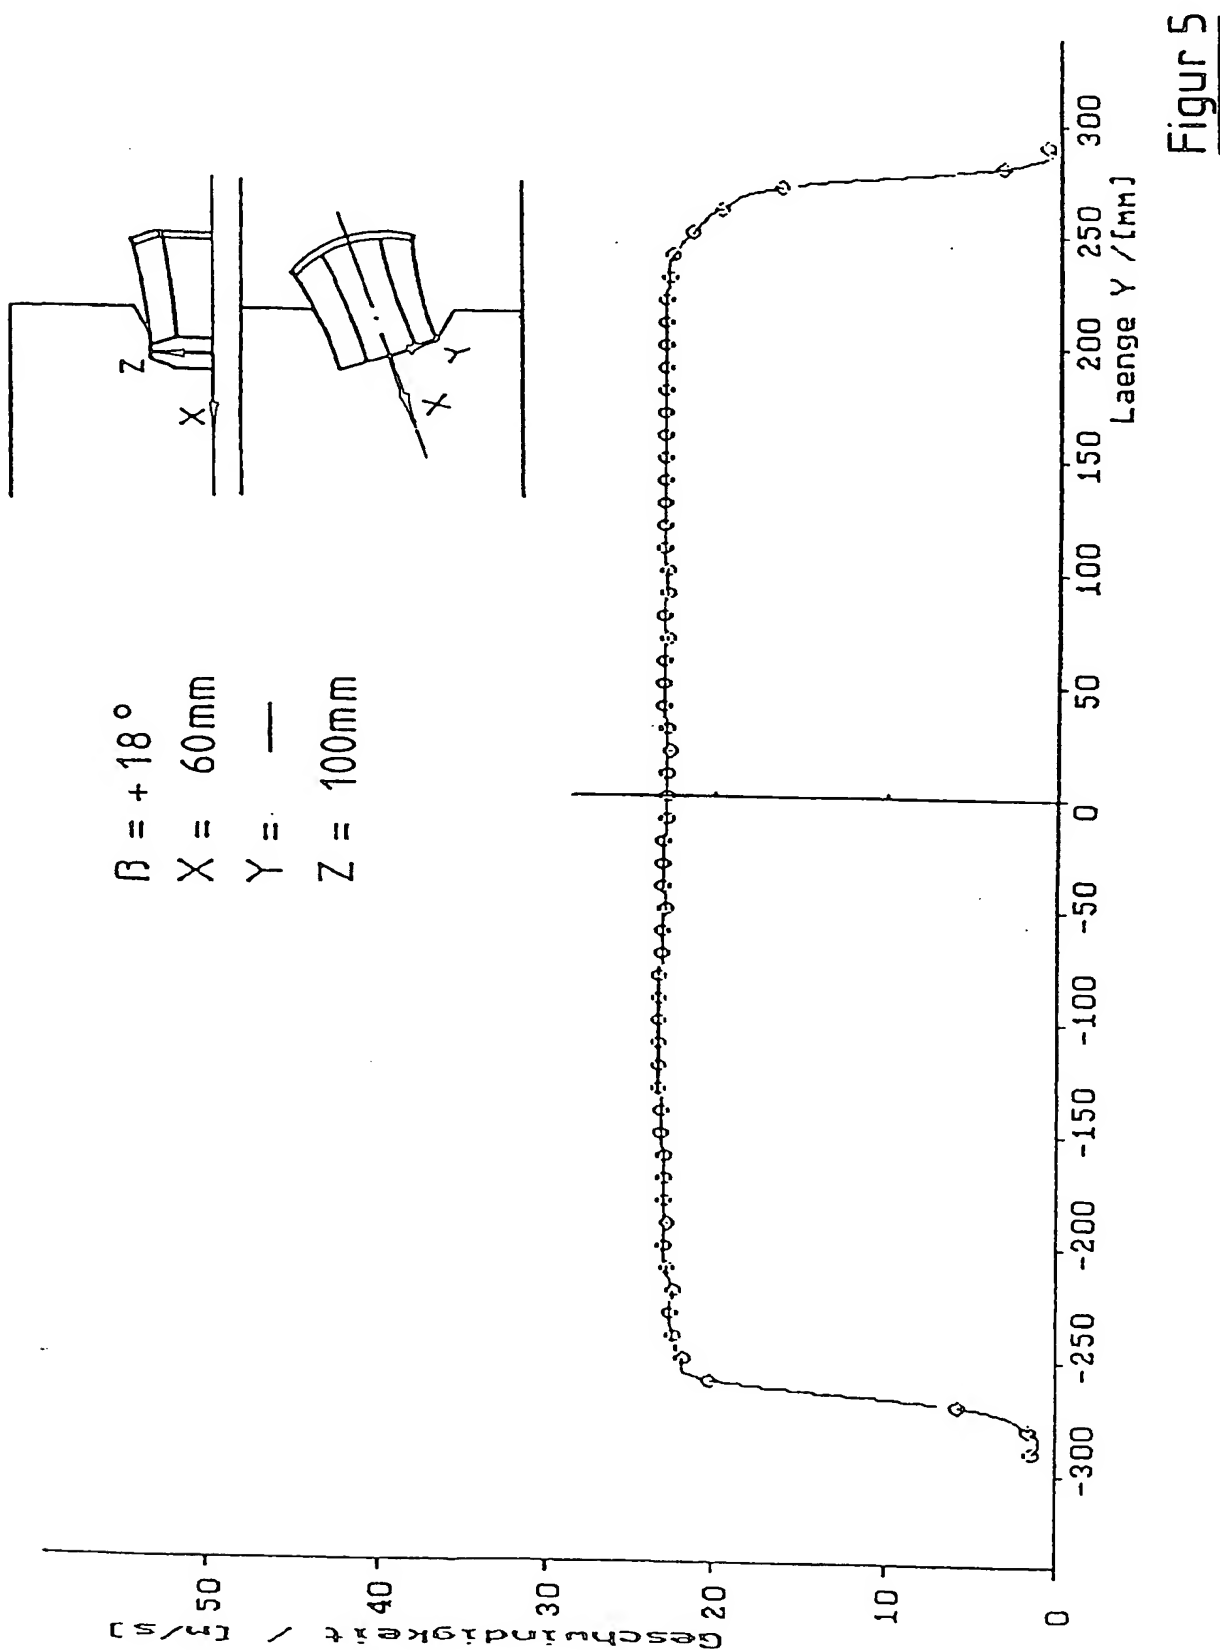 β = +18°
X = 60mm
Y = —
Z = 100mm
Z
X
X
Y
Geschwindigkeit / [m/s]
50
40
30
20
10
0
-300
-250
-200
-150
-100
-50
0
50
100
150
200
250
300
Laenge Y /[mm]
Figur 5